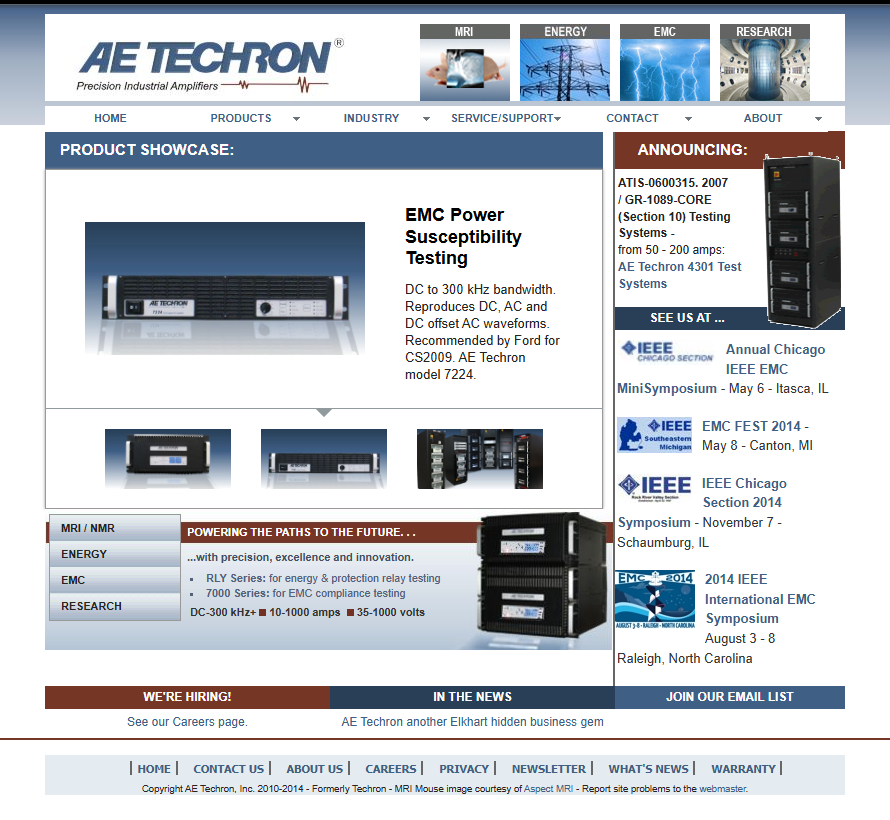 AE TECHRON®
Precision Industrial Amplifiers
MRI
ENERGY
EMC
RESEARCH
HOME
PRODUCTS
INDUSTRY
SERVICE/SUPPORT
CONTACT
ABOUT
PRODUCT SHOWCASE:
EMC Power
Susceptibility
Testing
DC to 300 kHz bandwidth.
Reproduces DC, AC and
DC offset AC waveforms.
Recommended by Ford for
CS2009. AE Techron
model 7224.
AE TECHRON
7224
ANNOUNCING:
ATIS-0600315. 2007
/ GR-1089-CORE
(Section 10) Testing
Systems -
from 50 - 200 amps:
AE Techron 4301 Test
Systems
SEE US AT ...
IEEE
CHICAGO SECTION
Annual Chicago
IEEE EMC
MiniSymposium - May 6 - Itasca, IL
IEEE
Southeastern
Michigan
EMC FEST 2014 -
May 8 - Canton, MI
IEEE
Rock River Valley Section
IEEE Chicago
Section 2014
Symposium - November 7 -
Schaumburg, IL
EMC 2014
AUGUST 3-8 - RALEIGH - NORTH CAROLINA
2014 IEEE
International EMC
Symposium
August 3 - 8
Raleigh, North Carolina
MRI / NMR
ENERGY
EMC
RESEARCH
POWERING THE PATHS TO THE FUTURE. . .
...with precision, excellence and innovation.
RLY Series: for energy & protection relay testing
7000 Series: for EMC compliance testing
DC-300 kHz+ 10-1000 amps 35-1000 volts
WE'RE HIRING!
IN THE NEWS
JOIN OUR EMAIL LIST
See our Careers page.
AE Techron another Elkhart hidden business gem
| HOME | CONTACT US | ABOUT US | CAREERS | PRIVACY | NEWSLETTER | WHAT'S NEWS | WARRANTY |
Copyright AE Techron, Inc. 2010-2014 - Formerly Techron - MRI Mouse image courtesy of Aspect MRI - Report site problems to the webmaster.